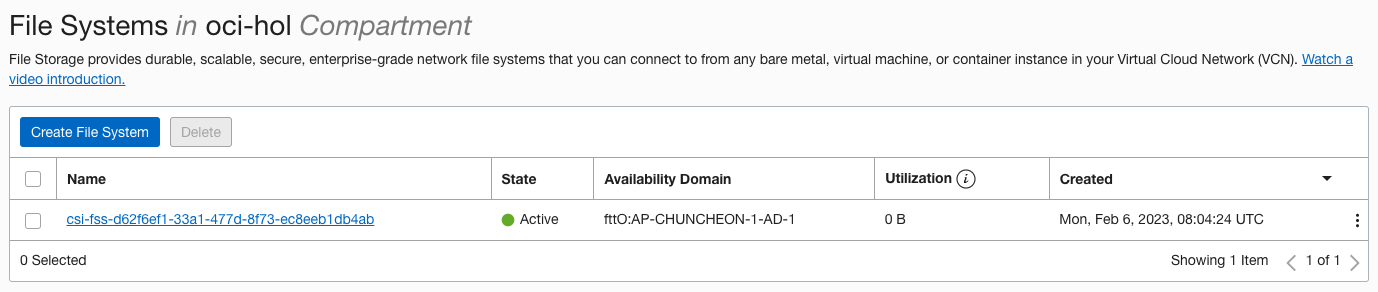 File Systems in oci-hol Compartment
File Storage provides durable, scalable, secure, enterprise-grade network file systems that you can connect to from any bare metal, virtual machine, or container instance in your Virtual Cloud Network (VCN). Watch a
video introduction.
Create File System Delete
Name State Availability Domain Utilization i Created
csi-fss-d62f6ef1-33a1-477d-8f73-ec8eeb1db4ab Active fttO:AP-CHUNCHEON-1-AD-1 0 B Mon, Feb 6, 2023, 08:04:24 UTC
0 Selected Showing 1 Item 1 of 1